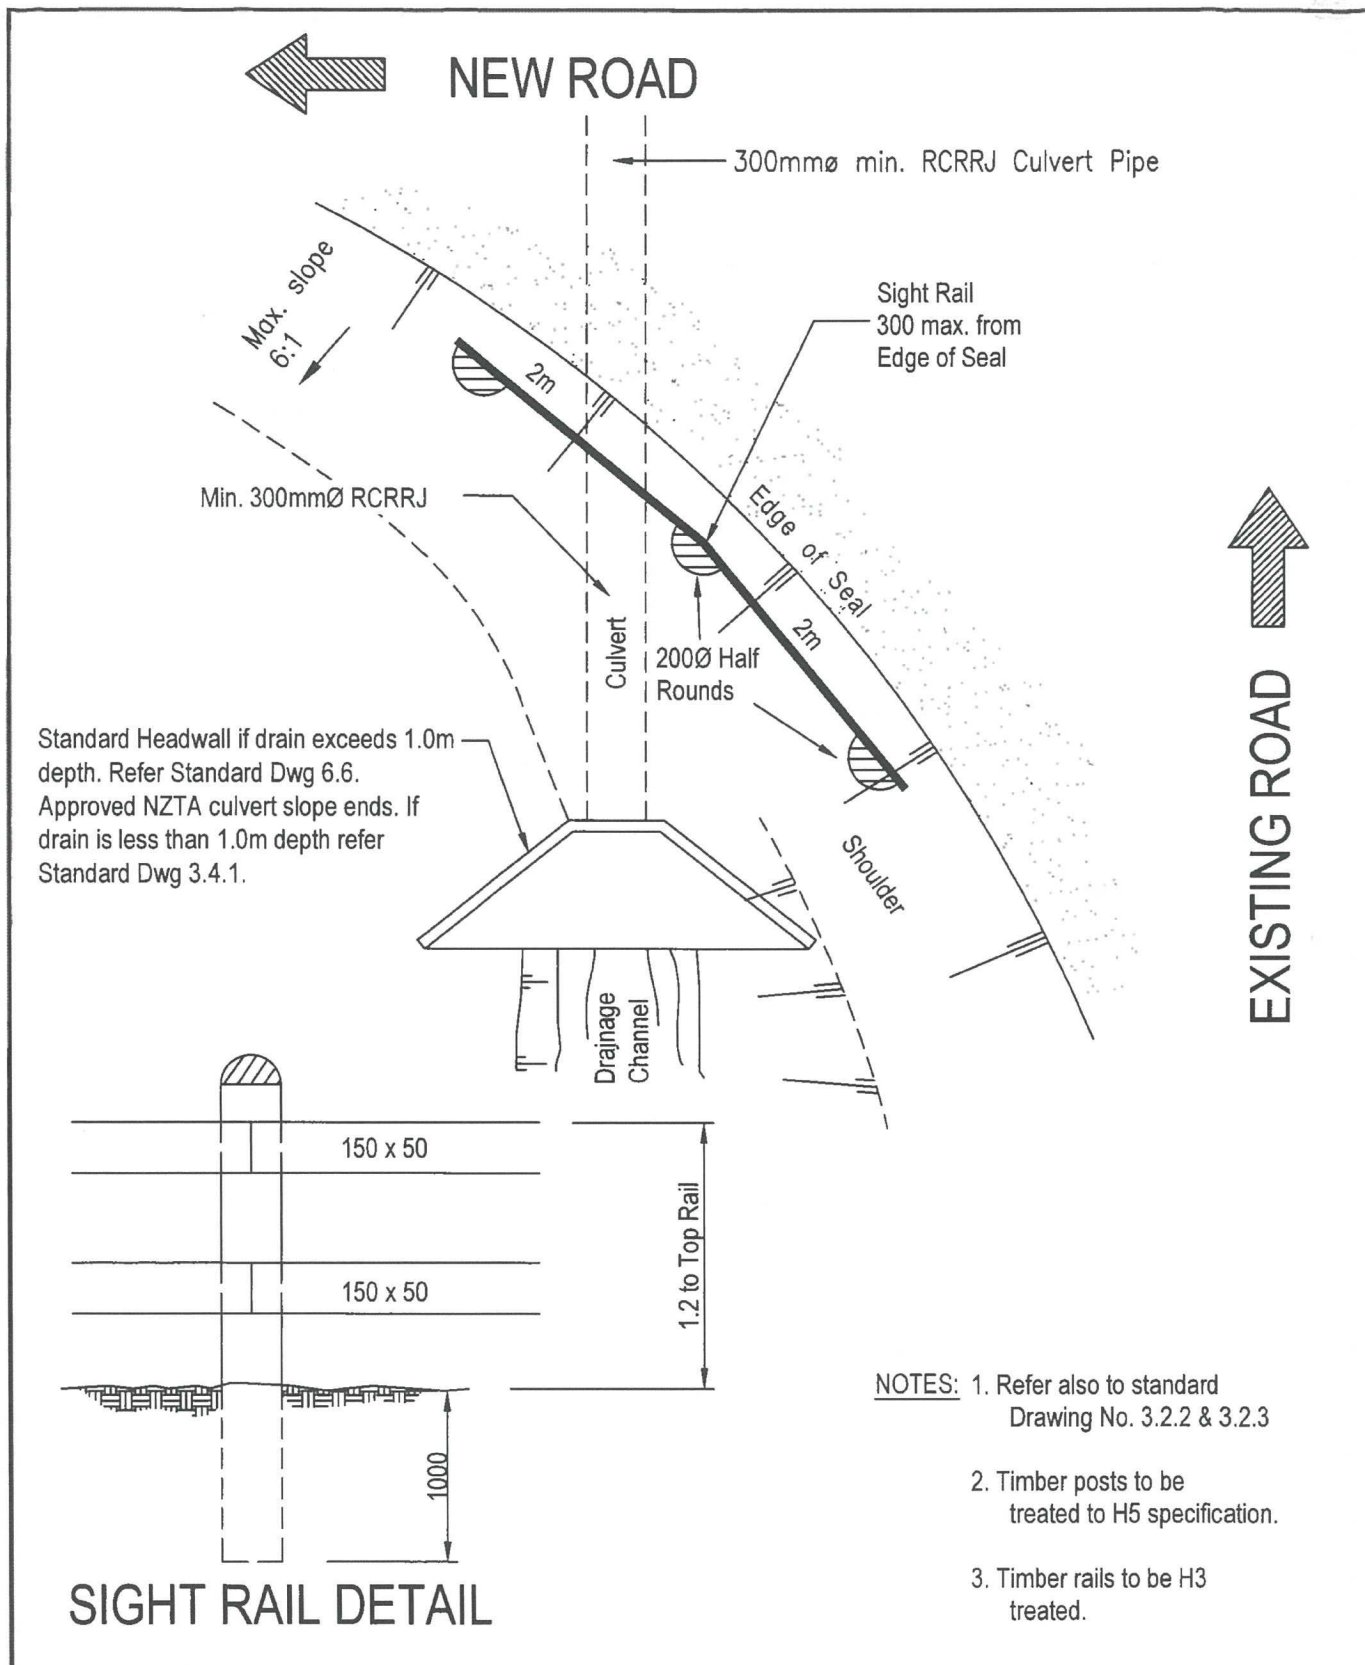 NEW ROAD
300mmø min. RCRRJ Culvert Pipe
Max. slope
6:1
Sight Rail
300 max. from
Edge of Seal
2m
Min. 300mmØ RCRRJ
Edge of Seal
Culvert
200Ø Half
Rounds
2m
EXISTING ROAD
Standard Headwall if drain exceeds 1.0m
depth. Refer Standard Dwg 6.6.
Approved NZTA culvert slope ends. If
drain is less than 1.0m depth refer
Standard Dwg 3.4.1.
Shoulder
Drainage
Channel
150 x 50
150 x 50
1.2 to Top Rail
1000
SIGHT RAIL DETAIL
NOTES: 1. Refer also to standard
Drawing No. 3.2.2 & 3.2.3
2. Timber posts to be
treated to H5 specification.
3. Timber rails to be H3
treated.